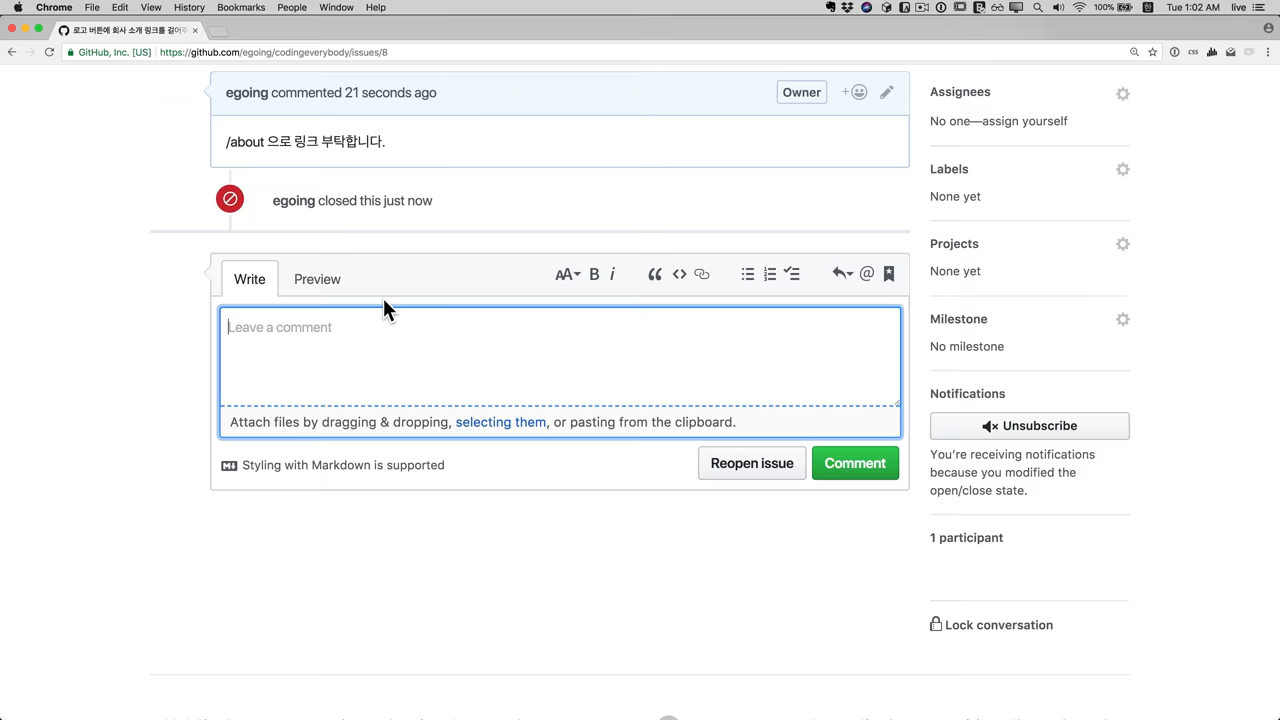 Chrome File Edit View History Bookmarks People Window Help 100% Tue 1:02 AM live
로고 버튼에 회사 소개 링크를 걸어주
GitHub, Inc. [US] https://github.com/egoing/codingeverybody/issues/8
egoing commented 21 seconds ago Owner
/about 으로 링크 부탁합니다.
egoing closed this just now
Write Preview
Leave a comment
Attach files by dragging & dropping, selecting them, or pasting from the clipboard.
Styling with Markdown is supported
Reopen issue Comment
Assignees
No one—assign yourself
Labels
None yet
Projects
None yet
Milestone
No milestone
Notifications
Unsubscribe
You're receiving notifications
because you modified the
open/close state.
1 participant
Lock conversation